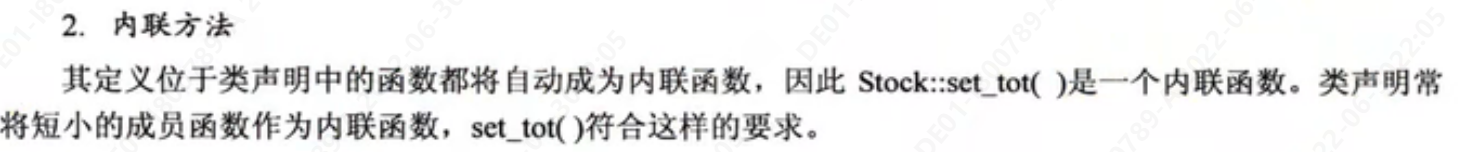 2. 内联方法
其定义位于类声明中的函数都将自动成为内联函数，因此 Stock::set_tot( )是一个内联函数。类声明常
将短小的成员函数作为内联函数，set_tot( )符合这样的要求。